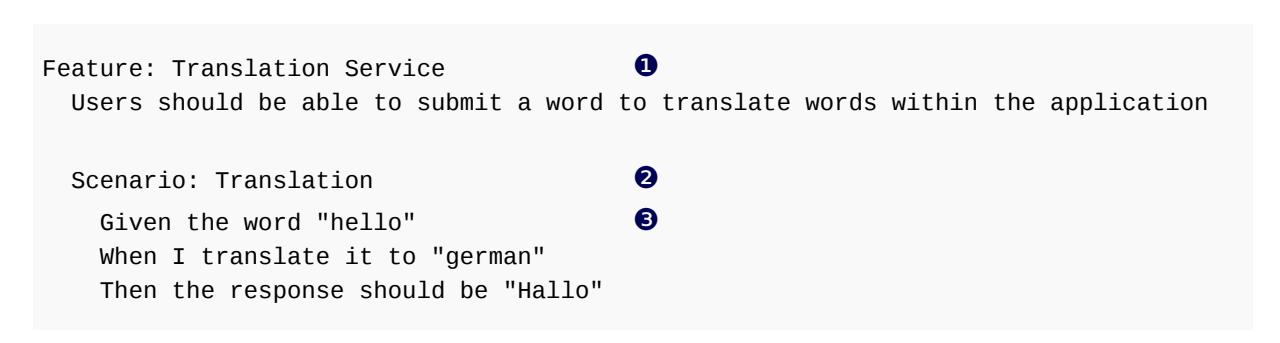 Feature: Translation Service ❶
Users should be able to submit a word to translate words within the application
Scenario: Translation ❷
Given the word "hello" ❸
When I translate it to "german"
Then the response should be "Hallo"